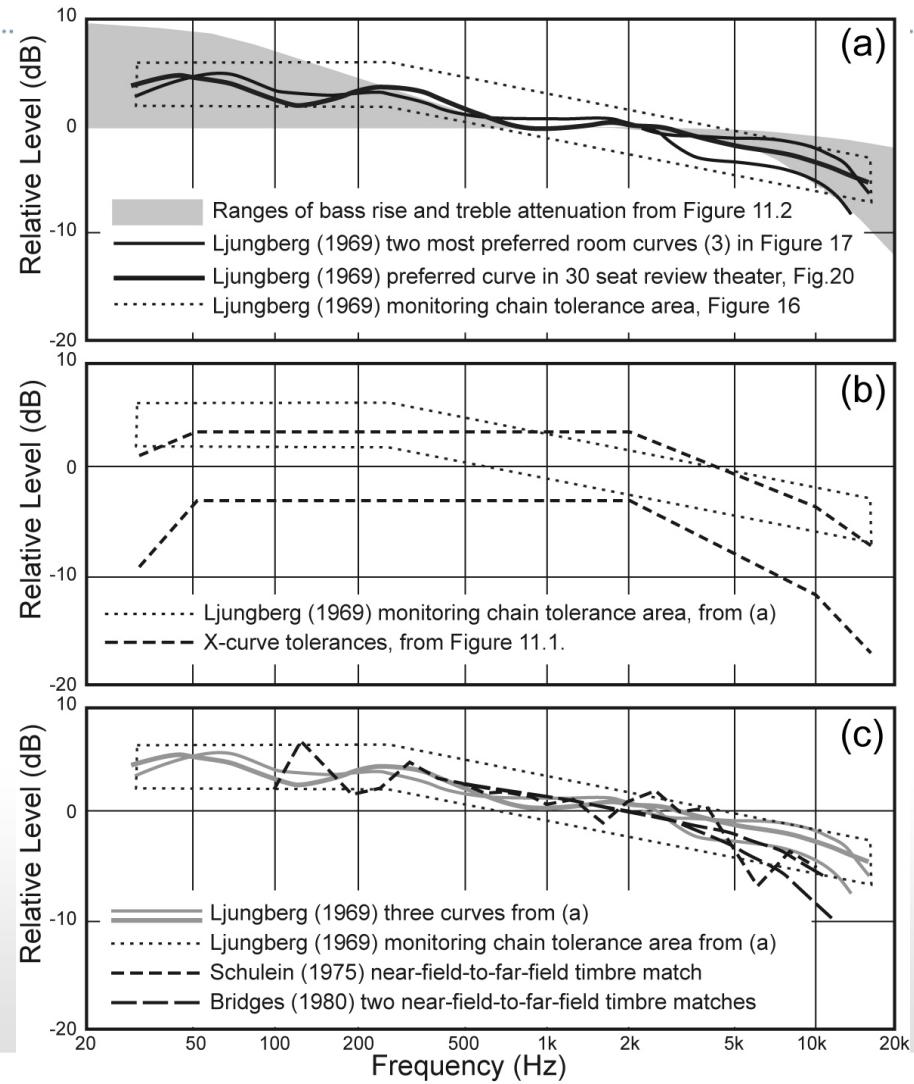 10
0
-10
-20
Relative Level (dB)
(a)
Ranges of bass rise and treble attenuation from Figure 11.2
Ljungberg (1969) two most preferred room curves (3) in Figure 17
Ljungberg (1969) preferred curve in 30 seat review theater, Fig.20
Ljungberg (1969) monitoring chain tolerance area, Figure 16
10
0
-10
-20
Relative Level (dB)
(b)
Ljungberg (1969) monitoring chain tolerance area, from (a)
X-curve tolerances, from Figure 11.1.
10
0
-10
-20
Relative Level (dB)
(c)
Ljungberg (1969) three curves from (a)
Ljungberg (1969) monitoring chain tolerance area from (a)
Schulein (1975) near-field-to-far-field timbre match
Bridges (1980) two near-field-to-far-field timbre matches
20 50 100 200 500 1k 2k 5k 10k 20k
Frequency (Hz)